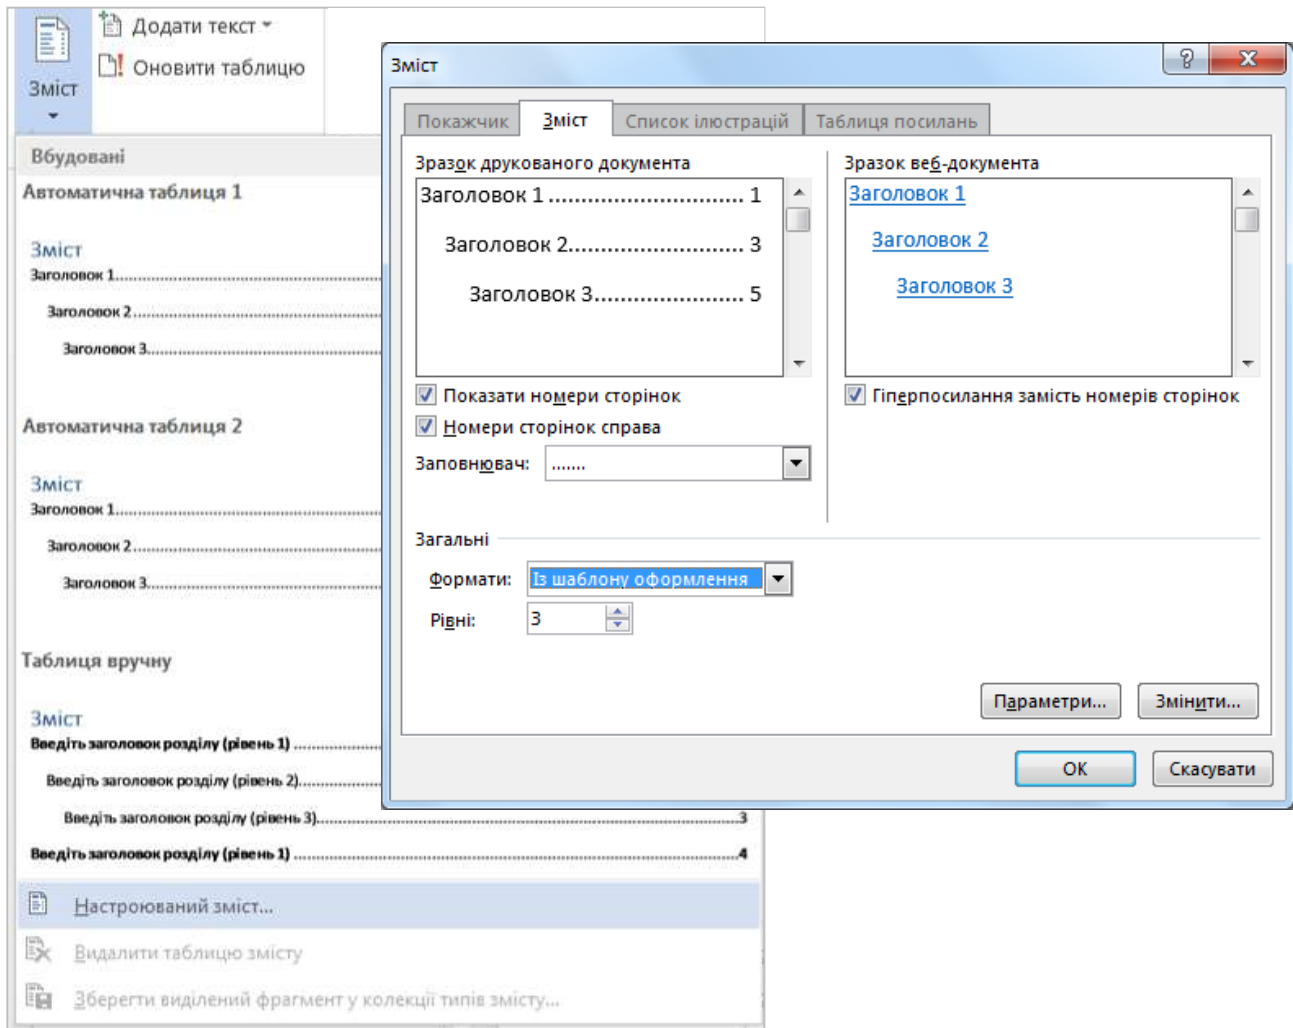 Додати текст
Оновити таблицю
Зміст
Вбудовані
Автоматична таблиця 1
Зміст
Заголовок 1
Заголовок 2
Заголовок 3
Автоматична таблиця 2
Зміст
Заголовок 1
Заголовок 2
Заголовок 3
Таблиця вручну
Зміст
Введіть заголовок розділу (рівень 1)
Введіть заголовок розділу (рівень 2)
Введіть заголовок розділу (рівень 3) 3
Введіть заголовок розділу (рівень 1) 4
Настроюваний зміст...
Видалити таблицю змісту
Зберегти виділений фрагмент у колекції типів змісту...
Зміст
Покажчик Зміст Список ілюстрацій Таблиця посилань
Зразок друкованого документа
Заголовок 1 .............................. 1
Заголовок 2........................... 3
Заголовок 3....................... 5
Показати номери сторінок
Номери сторінок справа
Заповнювач: .......
Зразок веб-документа
Заголовок 1
Заголовок 2
Заголовок 3
Гіперпосилання замість номерів сторінок
Загальні
Формати: Із шаблону оформлення
Рівні: 3
Параметри... Змінити...
ОК Скасувати